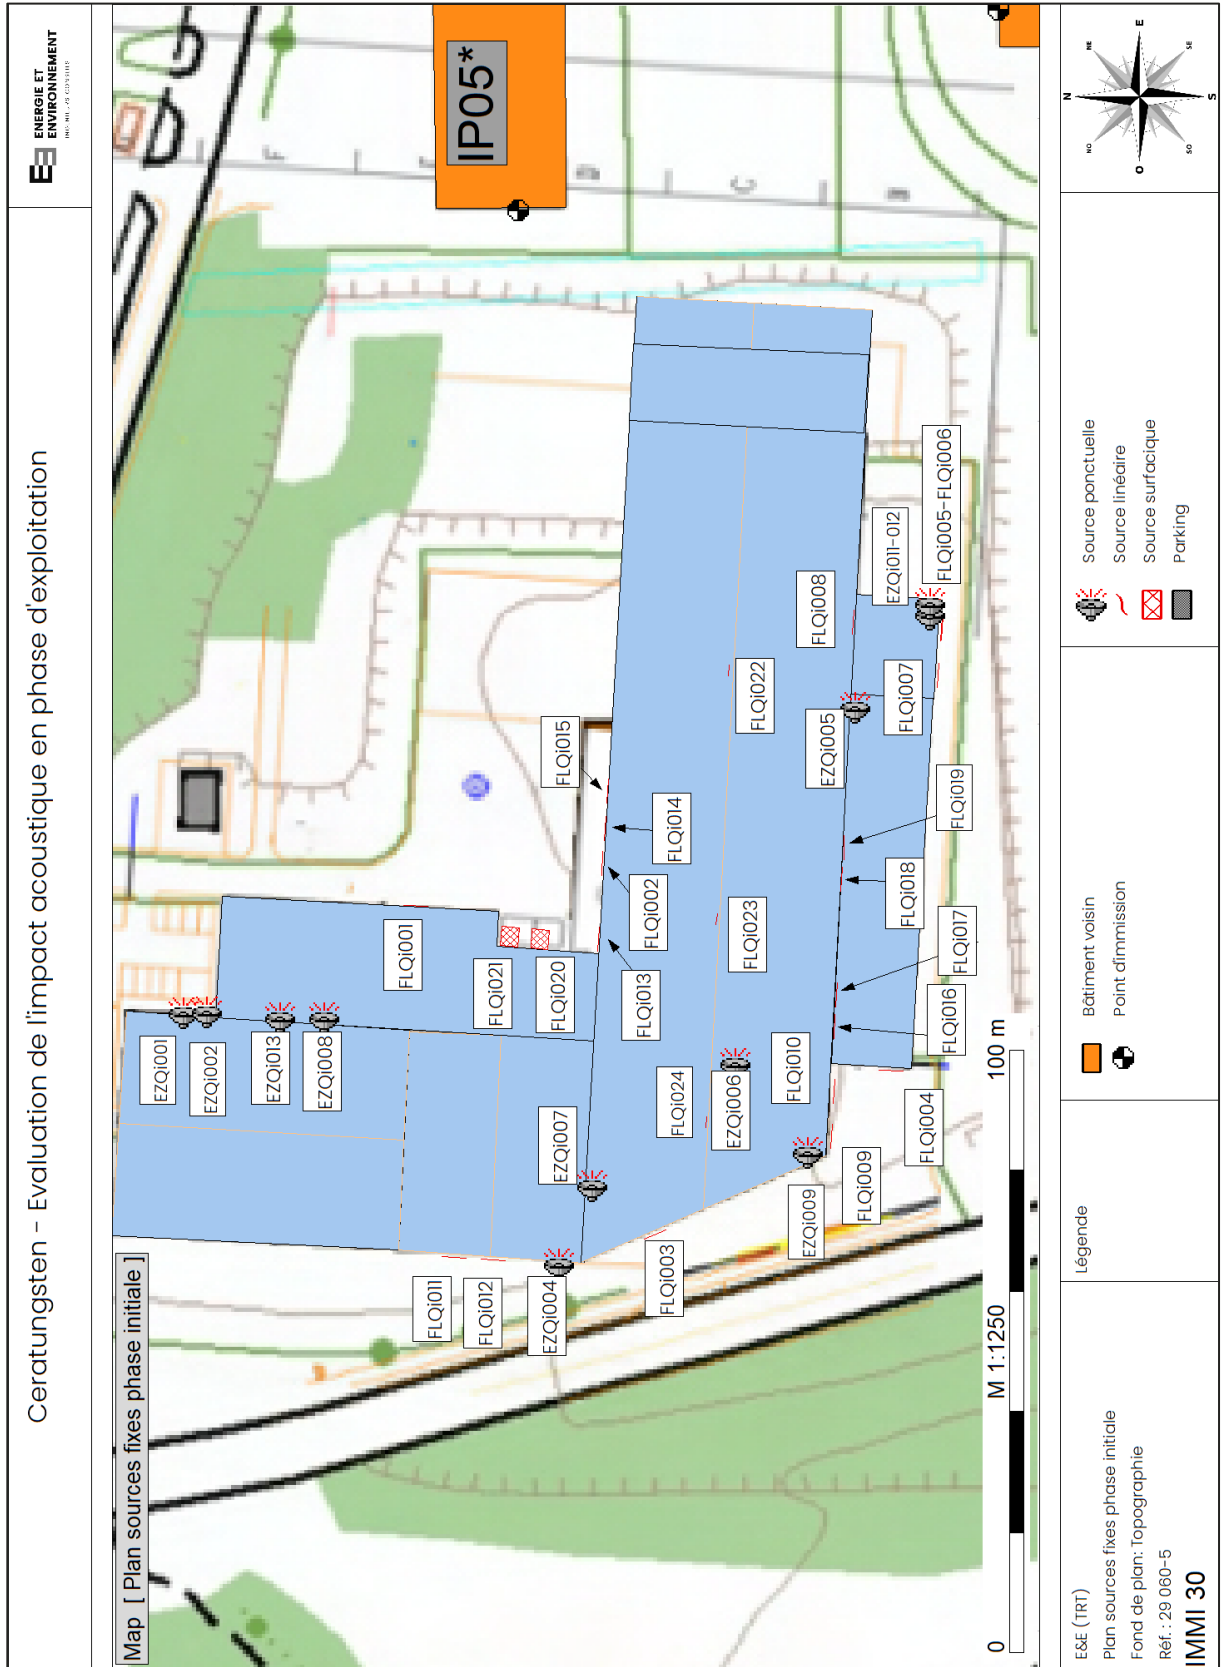 Ceratungsten - Evaluation de l'impact acoustique en phase d'exploitation
E3 ENERGIE ET
ENVIRONNEMENT
Map [ Plan sources fixes phase initiale ]
IP05*
F
D
C
B
EZQi001
EZQi002
EZQi013
EZQi008
FLQi001
FLQi021
FLQi020
FLQi015
FLQi014
FLQi002
FLQi013
FLQi011
FLQi012
EZQi004
EZQi007
FLQi003
FLQi024
EZQi006
FLQi010
FLQi023
FLQi022
FLQi008
EZQi005
FLQi007
EZQi011-012
FLQi005-FLQi006
FLQi019
FLQi018
FLQi017
FLQi016
FLQi004
FLQi009
EZQi009
0
M 1:1250
100 m
E&E (TRT)
Plan sources fixes phase initiale
Fond de plan: Topographie
Réf. : 29 060-5
IMMI 30
Légende
Bâtiment voisin
Point d'immission
Source ponctuelle
Source linéaire
Source surfacique
Parking
N
NE
E
SE
S
SO
O
NO